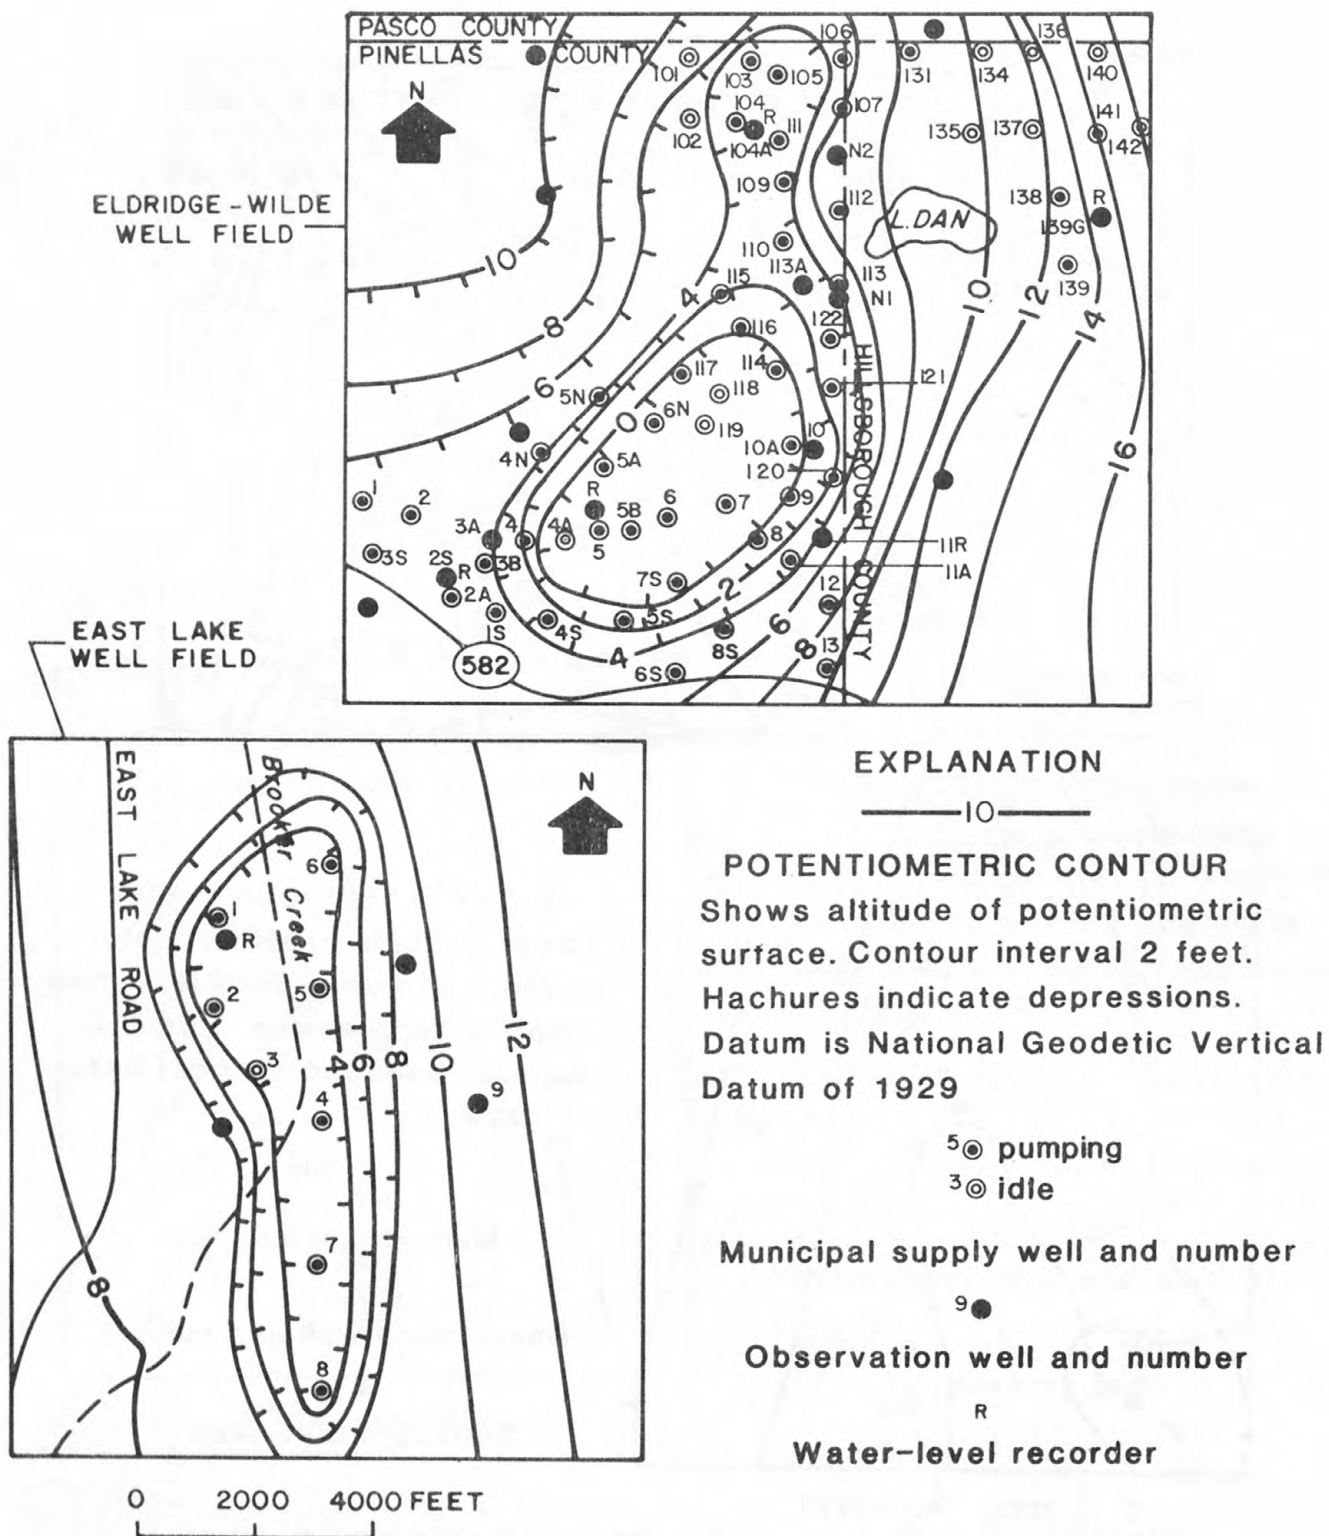 PASCO COUNTY
PINELLAS COUNTY
N
ELDRIDGE-WILDE
WELL FIELD
101
102
103
104
R
104A
105
106
107
111
109
N2
112
110
113A
113
N1
115
116
122
121
117
114
118
119
5N
6N
4N
5A
10
10A
120
R
5B
6
7
9
5
4A
4
3A
3B
8
11R
11A
7S
12
13
5S
4S
1S
8S
6S
1
2
3S
2S
R
2A
582
131
134
136
140
135
137
141
142
138
R
139G
139
L. DAN
HILLSBOROUGH COUNTY
10
8
6
4
0
2
4
6
8
10
12
14
16
EAST LAKE
WELL FIELD
EAST LAKE ROAD
Brooker Creek
N
6
1
R
2
5
3
4
7
8
9
8
4
6
8
10
12
0 2000 4000 FEET
EXPLANATION
10
POTENTIOMETRIC CONTOUR
Shows altitude of potentiometric
surface. Contour interval 2 feet.
Hachures indicate depressions.
Datum is National Geodetic Vertical
Datum of 1929
5 pumping
3 idle
Municipal supply well and number
9
Observation well and number
R
Water-level recorder